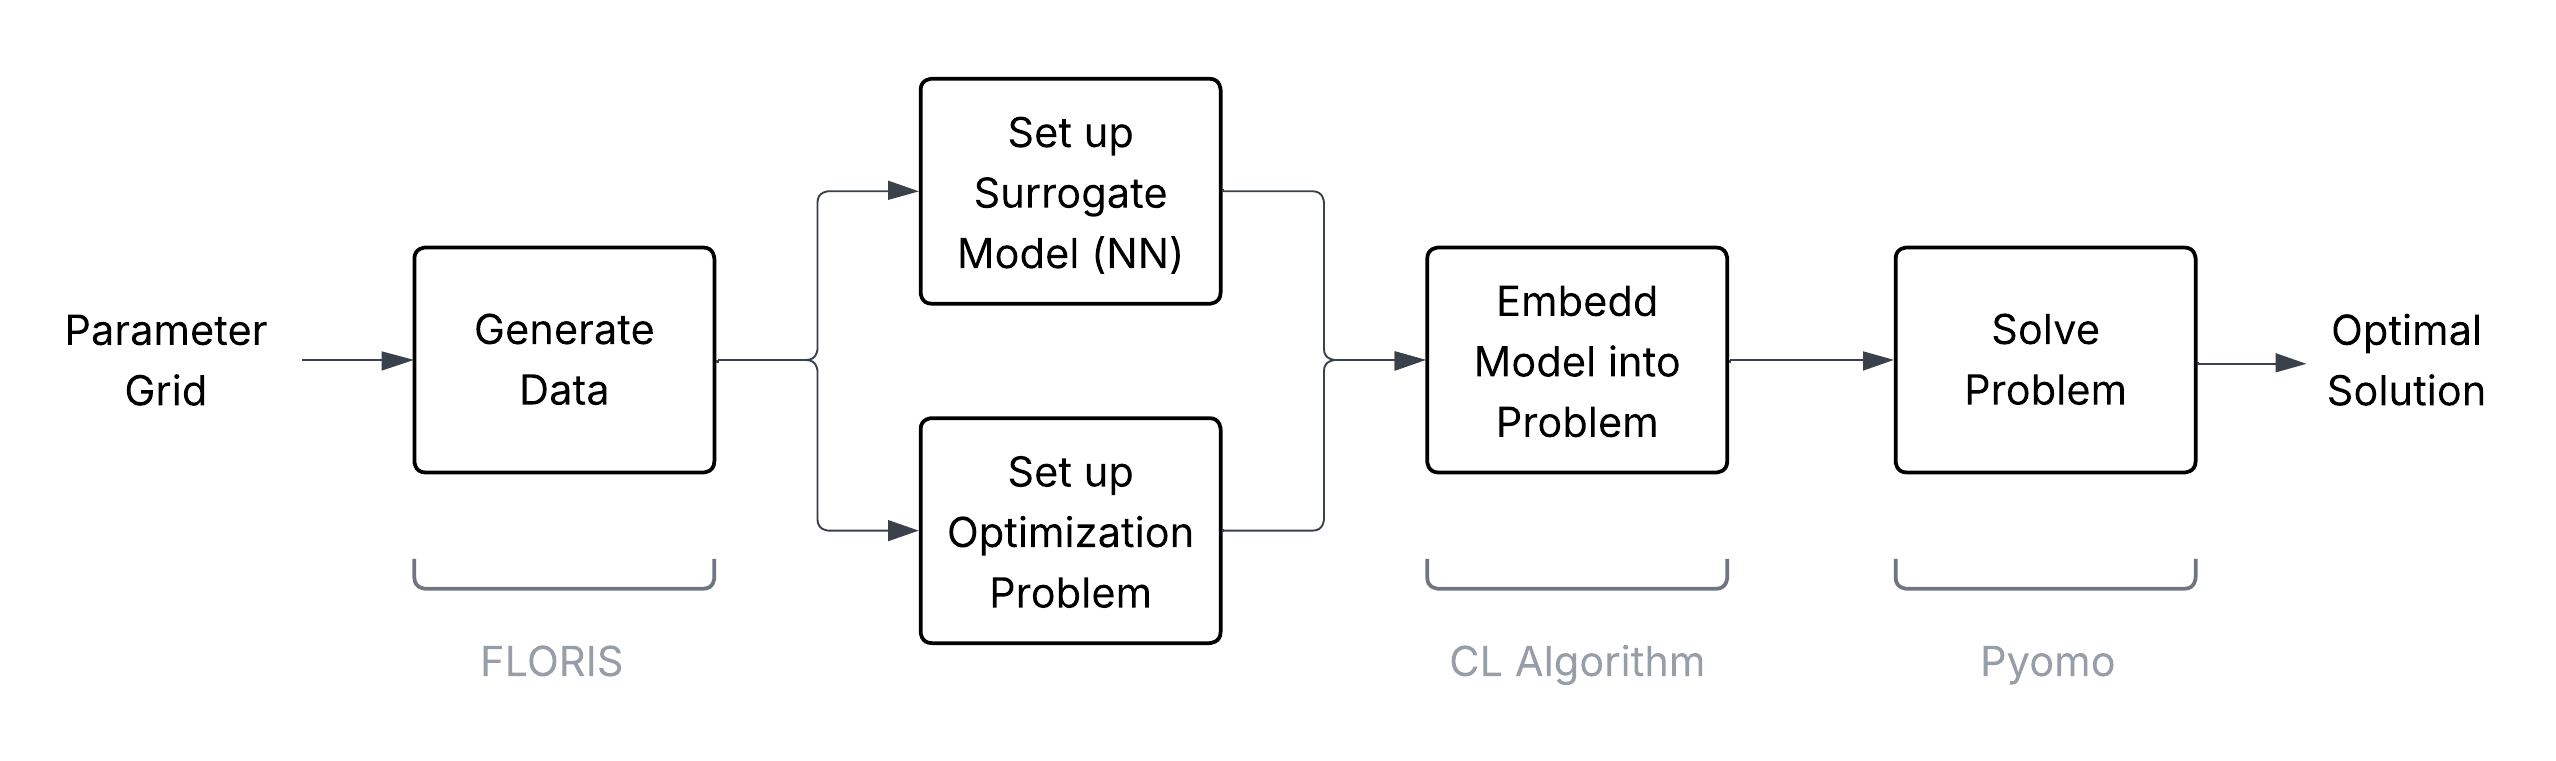 Parameter
Grid
Generate
Data
Set up
Surrogate
Model (NN)
Set up
Optimization
Problem
Embedd
Model into
Problem
Solve
Problem
Optimal
Solution
FLORIS
CL Algorithm
Pyomo